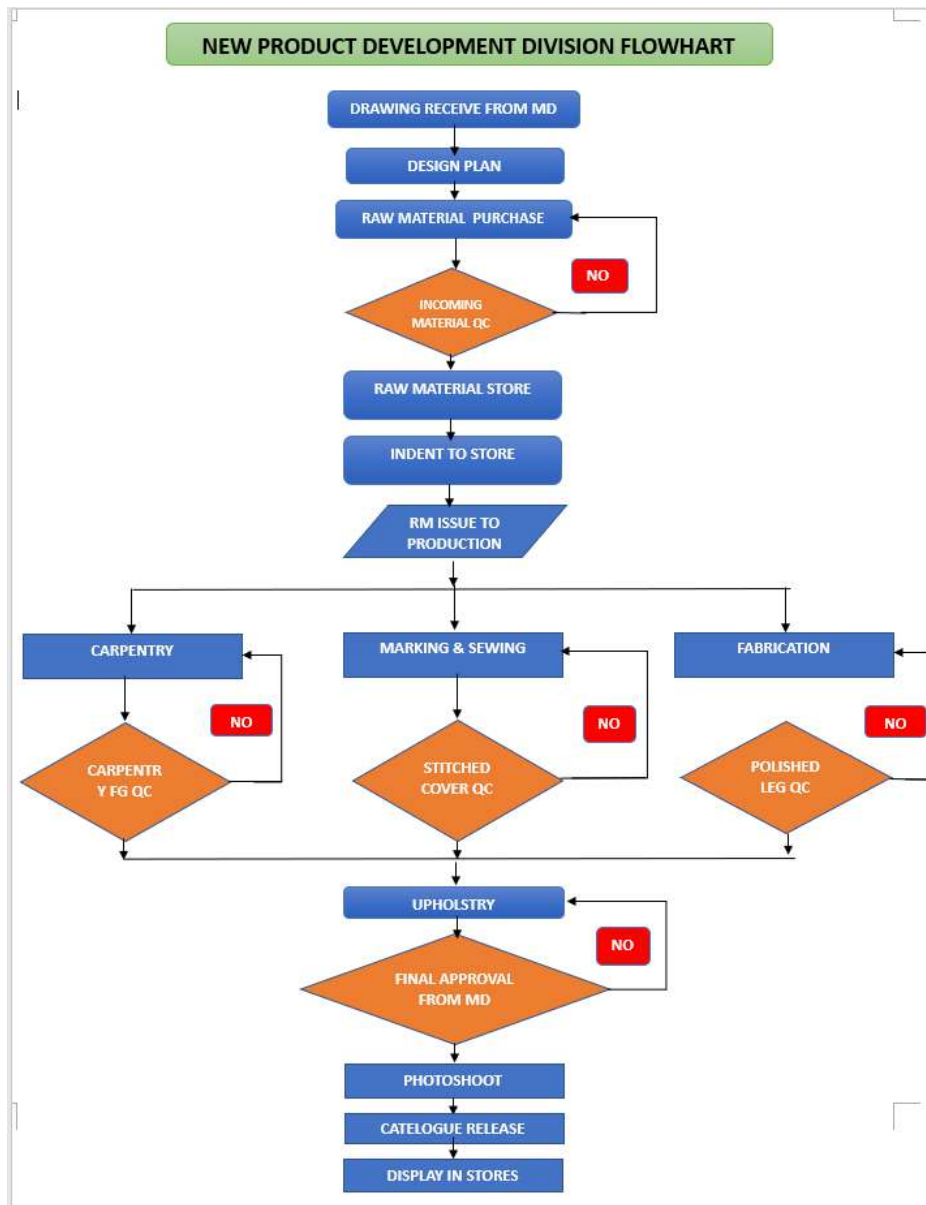 NEW PRODUCT DEVELOPMENT DIVISION FLOWHART
DRAWING RECEIVE FROM MD
DESIGN PLAN
RAW MATERIAL PURCHASE
NO
INCOMING
MATERIAL QC
RAW MATERIAL STORE
INDENT TO STORE
RM ISSUE TO
PRODUCTION
CARPENTRY
MARKING & SEWING
FABRICATION
NO
NO
NO
CARPENTR
Y FG QC
STITCHED
COVER QC
POLISHED
LEG QC
UPHOLSTRY
NO
FINAL APPROVAL
FROM MD
PHOTOSHOOT
CATELOGUE RELEASE
DISPLAY IN STORES